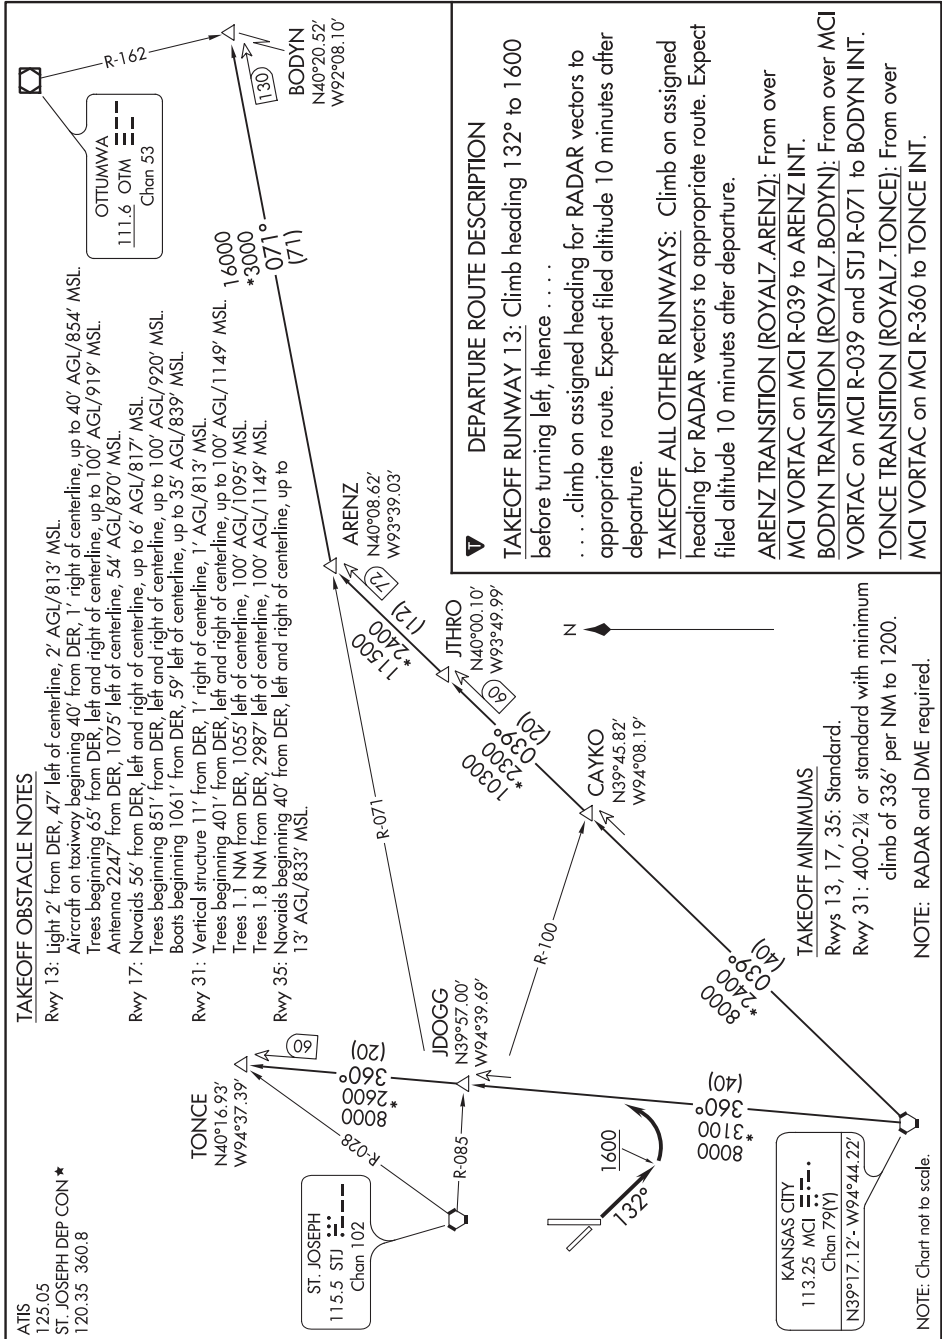 ATIS
125.05
ST. JOSEPH DEP CON ★
120.35 360.8
TAKEOFF OBSTACLE NOTES
Rwy 13: Light 2' from DER, 47' left of centerline, 2' AGL/813' MSL.
Aircraft on taxiway beginning 40' from DER, 1' right of centerline, up to 40' AGL/854' MSL.
Trees beginning 65' from DER, left and right of centerline, up to 100' AGL/919' MSL.
Antenna 2247' from DER, 1075' left of centerline, 54' AGL/870' MSL.
Rwy 17: Navaids 56' from DER, left and right of centerline, up to 6' AGL/817' MSL.
Trees beginning 851' from DER, left and right of centerline, up to 100' AGL/920' MSL.
Boats beginning 1061' from DER, 59' left of centerline, up to 35' AGL/839' MSL.
Rwy 31: Vertical structure 11' from DER, 1' right of centerline, 1' AGL/813' MSL.
Trees beginning 401' from DER, left and right of centerline, up to 100' AGL/1149' MSL.
Trees 1.1 NM from DER, 1055' left of centerline, 100' AGL/1095' MSL.
Trees 1.8 NM from DER, 2987' left of centerline, 100' AGL/1149' MSL.
Rwy 35: Navaids beginning 40' from DER, left and right of centerline, up to
13' AGL/833' MSL.
OTTUMWA
111.6 OTM
Chan 53
R-162
BODYN
N40°20.52'
W92°08.10'
130
16000
*3000
071°
(71)
ARENZ
N40°08.62'
W93°39.03'
72
11500
*2400
(12)
JTHRO
N40°00.10'
W93°49.99'
60
10300
*2300
039°
(20)
CAYKO
N39°45.82'
W94°08.19'
8000
*2400
039°
(40)
R-071
R-100
TONCE
N40°16.93'
W94°37.39'
60
8000
*2600
360°
(20)
JDOGG
N39°57.00'
W94°39.69'
R-028
R-085
ST. JOSEPH
115.5 STJ
Chan 102
8000
*3100
360°
(40)
1600
132°
KANSAS CITY
113.25 MCI
Chan 79(Y)
N39°17.12'- W94°44.22'
NOTE: Chart not to scale.
N
TAKEOFF MINIMUMS
Rwys 13, 17, 35: Standard.
Rwy 31: 400-2¼ or standard with minimum
climb of 336' per NM to 1200.
NOTE: RADAR and DME required.
T
DEPARTURE ROUTE DESCRIPTION
TAKEOFF RUNWAY 13: Climb heading 132° to 1600
before turning left, thence . . . .
. . . .climb on assigned heading for RADAR vectors to
appropriate route. Expect filed altitude 10 minutes after
departure.
TAKEOFF ALL OTHER RUNWAYS: Climb on assigned
heading for RADAR vectors to appropriate route. Expect
filed altitude 10 minutes after departure.
ARENZ TRANSITION (ROYAL7.ARENZ): From over
MCI VORTAC on MCI R-039 to ARENZ INT.
BODYN TRANSITION (ROYAL7.BODYN): From over MCI
VORTAC on MCI R-039 and STJ R-071 to BODYN INT.
TONCE TRANSITION (ROYAL7.TONCE): From over
MCI VORTAC on MCI R-360 to TONCE INT.